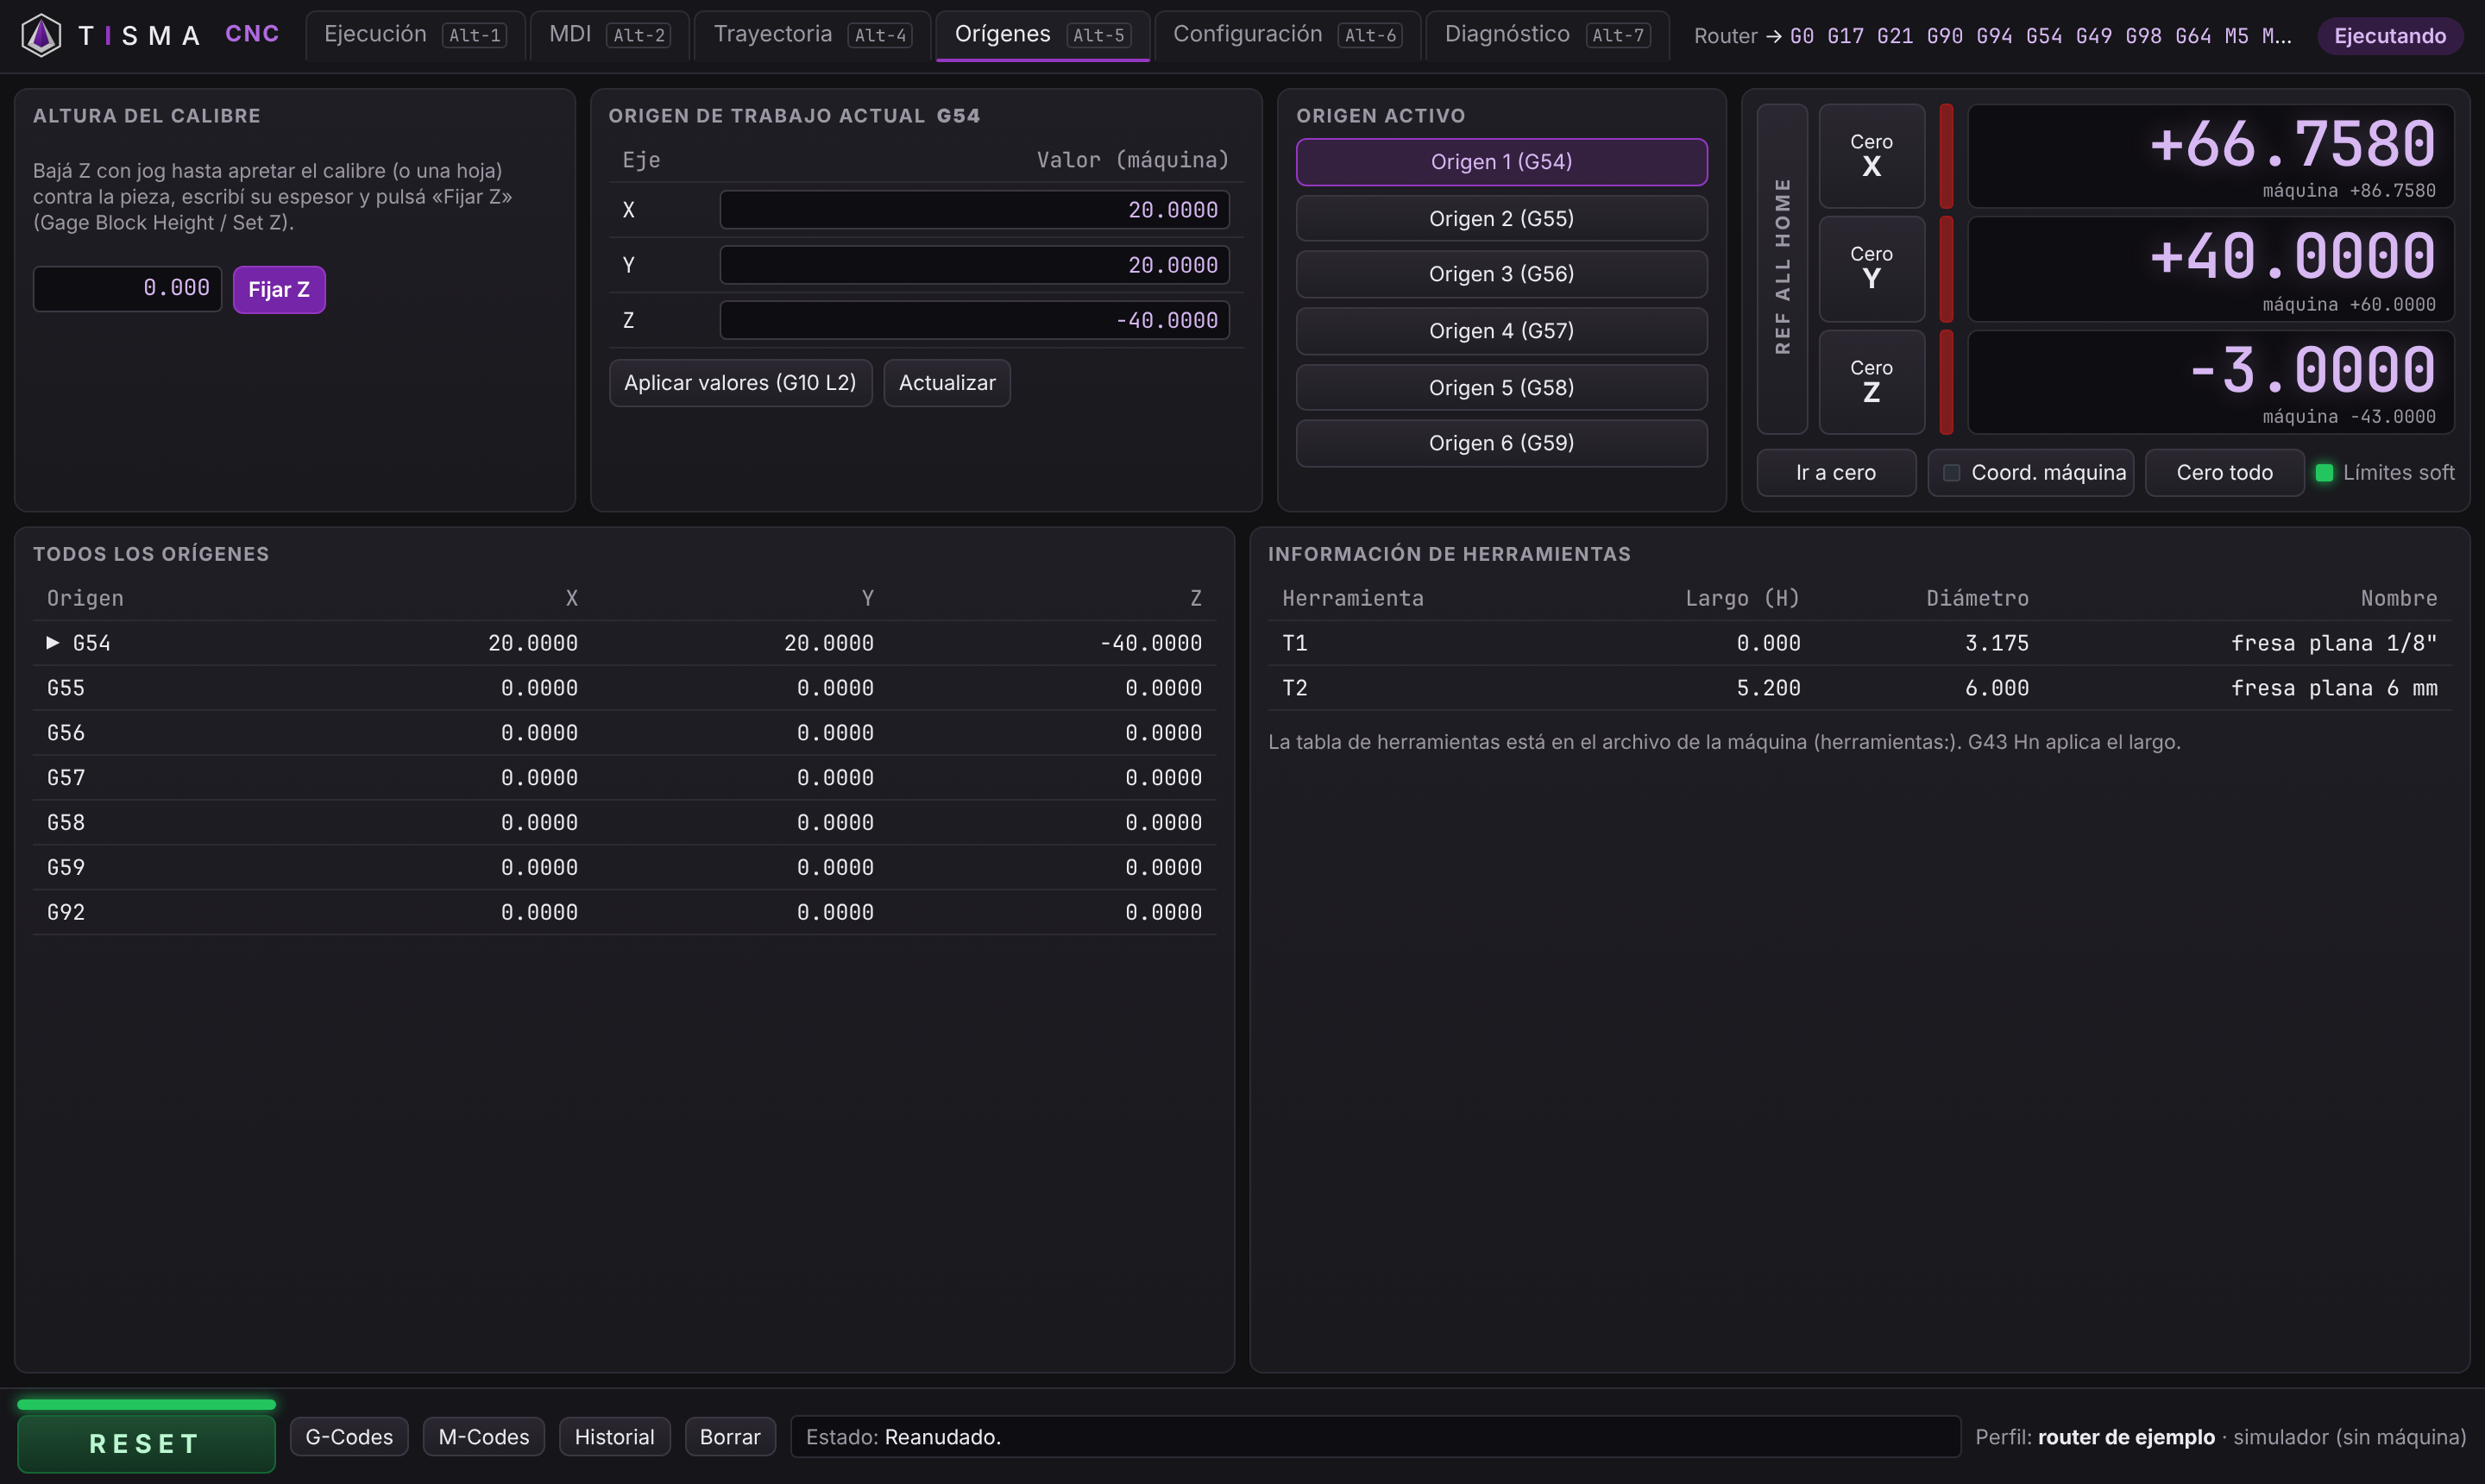 TISMA CNC
Ejecución Alt-1
MDI Alt-2
Trayectoria Alt-4
Orígenes Alt-5
Configuración Alt-6
Diagnóstico Alt-7
Router → G0 G17 G21 G90 G94 G54 G49 G98 G64 M5 M...
Ejecutando
ALTURA DEL CALIBRE
Bajá Z con jog hasta apretar el calibre (o una hoja)
contra la pieza, escribí su espesor y pulsá «Fijar Z»
(Gage Block Height / Set Z).
0.000 Fijar Z
ORIGEN DE TRABAJO ACTUAL G54
Eje Valor (máquina)
X 20.0000
Y 20.0000
Z -40.0000
Aplicar valores (G10 L2) Actualizar
ORIGEN ACTIVO
Origen 1 (G54)
Origen 2 (G55)
Origen 3 (G56)
Origen 4 (G57)
Origen 5 (G58)
Origen 6 (G59)
REF ALL HOME
Cero
X
+66.7580
máquina +86.7580
Cero
Y
+40.0000
máquina +60.0000
Cero
Z
-3.0000
máquina -43.0000
Ir a cero Coord. máquina Cero todo Límites soft
TODOS LOS ORÍGENES
Origen X Y Z
▶ G54 20.0000 20.0000 -40.0000
G55 0.0000 0.0000 0.0000
G56 0.0000 0.0000 0.0000
G57 0.0000 0.0000 0.0000
G58 0.0000 0.0000 0.0000
G59 0.0000 0.0000 0.0000
G92 0.0000 0.0000 0.0000
INFORMACIÓN DE HERRAMIENTAS
Herramienta Largo (H) Diámetro Nombre
T1 0.000 3.175 fresa plana 1/8"
T2 5.200 6.000 fresa plana 6 mm
La tabla de herramientas está en el archivo de la máquina (herramientas:). G43 Hn aplica el largo.
RESET
G-Codes M-Codes Historial Borrar
Estado: Reanudado.
Perfil: router de ejemplo · simulador (sin máquina)